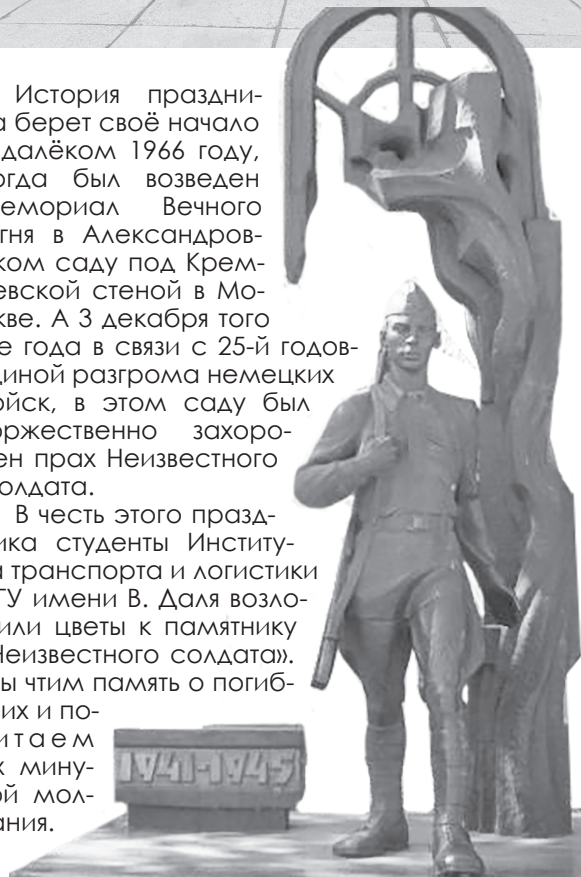 История праздни-
а берет своё начало
далёком 1966 году,
огда был возведен
емориал Вечного
гня в Александров-
ком саду под Крем-
евской стеной в Мо-
кве. А 3 декабря того
е года в связи с 25-й годов-
щиной разгрома немецких
ойск, в этом саду был
оржественно захоро-
ен прах Неизвестного
олдата.
В честь этого празд-
ика студенты Институ-
а транспорта и логистики
ГУ имени В. Даля возло-
или цветы к памятнику
Неизвестного солдата».
ы чтим память о погиб-
их и по-
итаем
х мину-
ой мол-
ания.
1941-1945